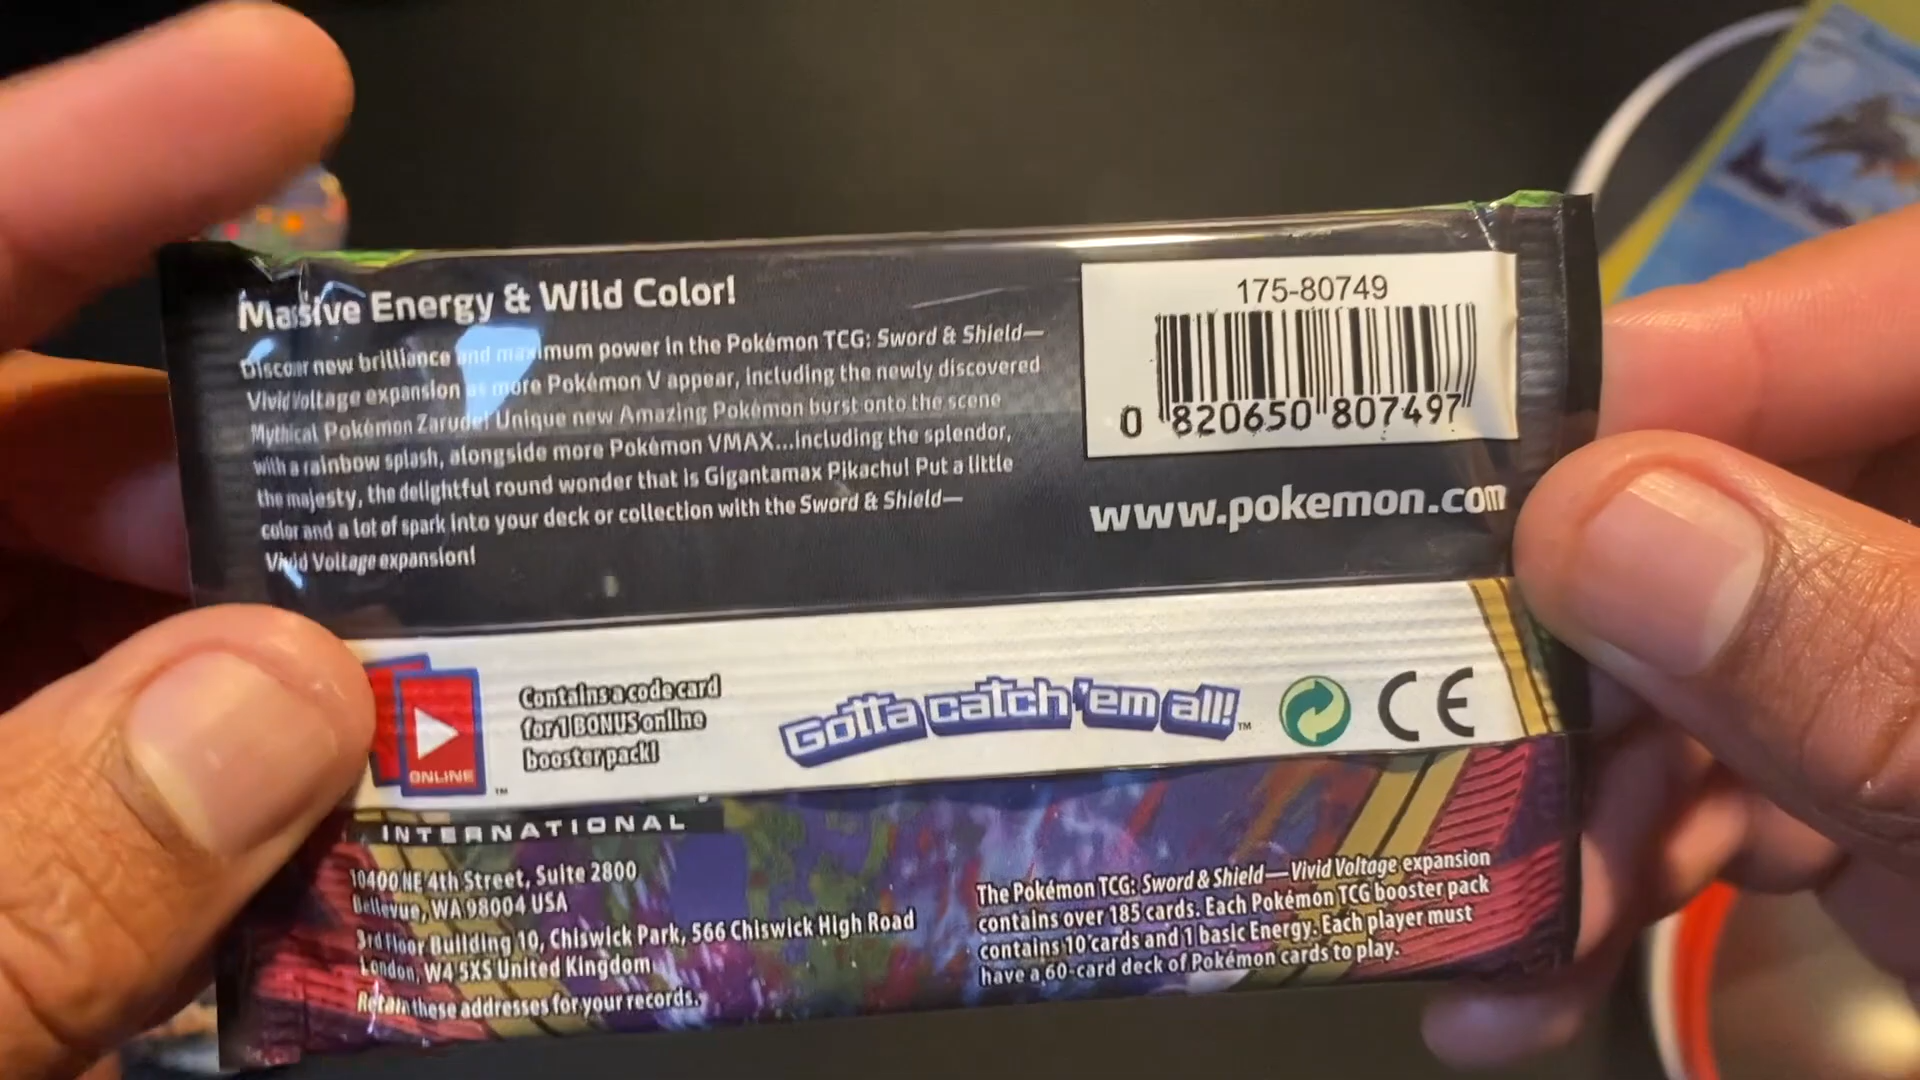 Massive Energy & Wild Color!
Discover new brilliance and maximum power in the Pokémon TCG: Sword & Shield—
Vivid Voltage expansion as more Pokémon V appear, including the newly discovered
Mythical Pokémon Zarude! Unique new Amazing Pokémon burst onto the scene
with a rainbow splash, alongside more Pokémon VMAX...including the splendor,
the majesty, the delightful round wonder that is Gigantamax Pikachu! Put a little
color and a lot of spark into your deck or collection with the Sword & Shield—
Vivid Voltage expansion!
175-80749
0 820650 807497
www.pokemon.com
ONLINE
TM
Contains a code card
for 1 BONUS online
booster pack!
Gotta catch 'em all!
TM
CE
INTERNATIONAL
10400 NE 4th Street, Suite 2800
Bellevue, WA 98004 USA
3rd Floor Building 10, Chiswick Park, 566 Chiswick High Road
London, W4 5XS United Kingdom
Retain these addresses for your records.
The Pokémon TCG: Sword & Shield—Vivid Voltage expansion
contains over 185 cards. Each Pokémon TCG booster pack
contains 10 cards and 1 basic Energy. Each player must
have a 60-card deck of Pokémon cards to play.